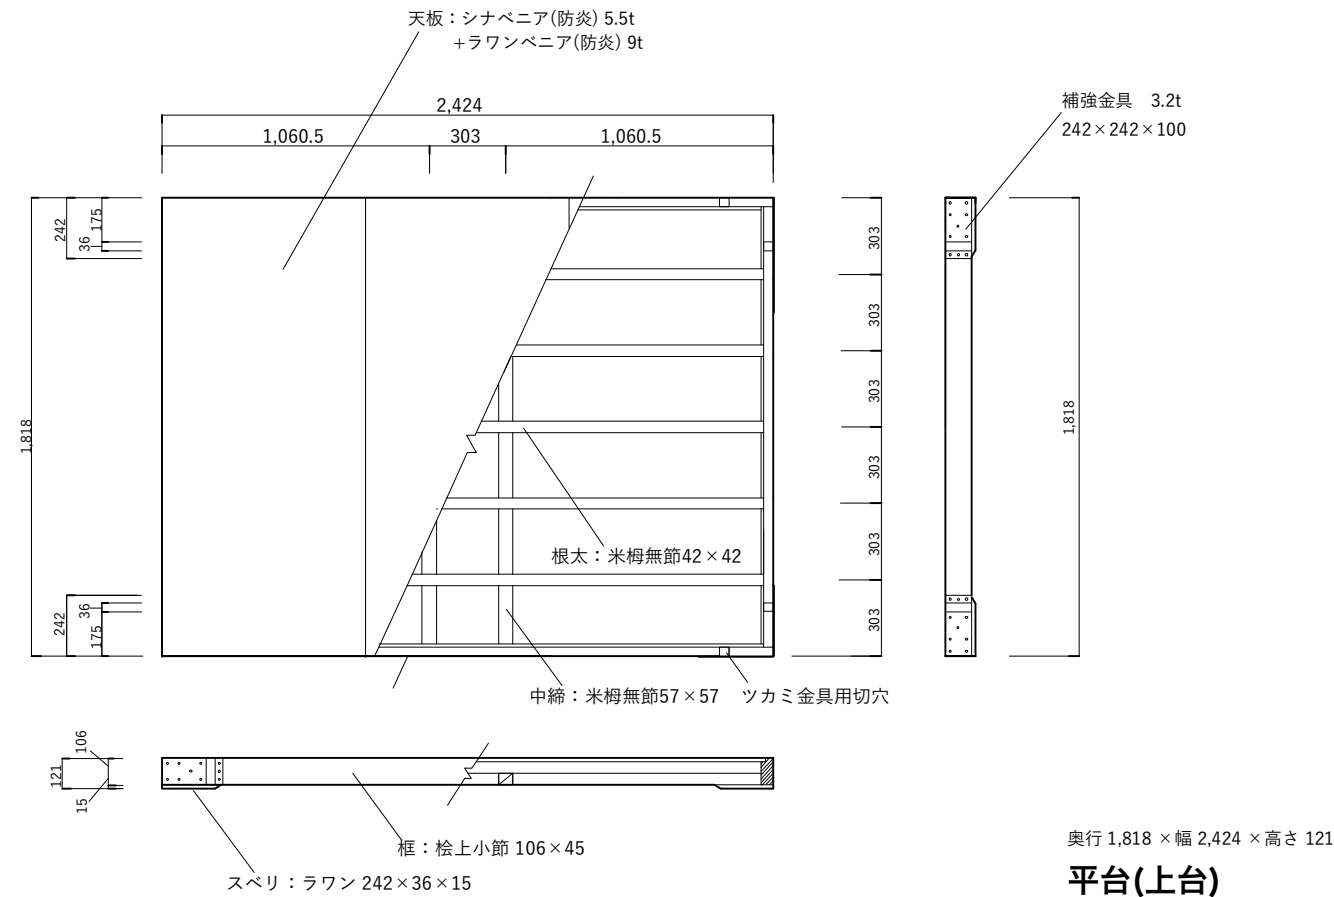 天板：シナベニア(防炎) 5.5t
+ラワンベニア(防炎) 9t
補強金具　3.2t
242×242×100
2,424
1,060.5
303
1,060.5
242
175
36
1,818
303
303
303
303
303
303
1,818
根太：米栂無節42×42
242
36
175
中締：米栂無節57×57
ツカミ金具用切穴
106
121
15
框：桧上小節 106×45
スベリ：ラワン 242×36×15
奥行 1,818 ×幅 2,424 ×高さ 121
平台(上台)